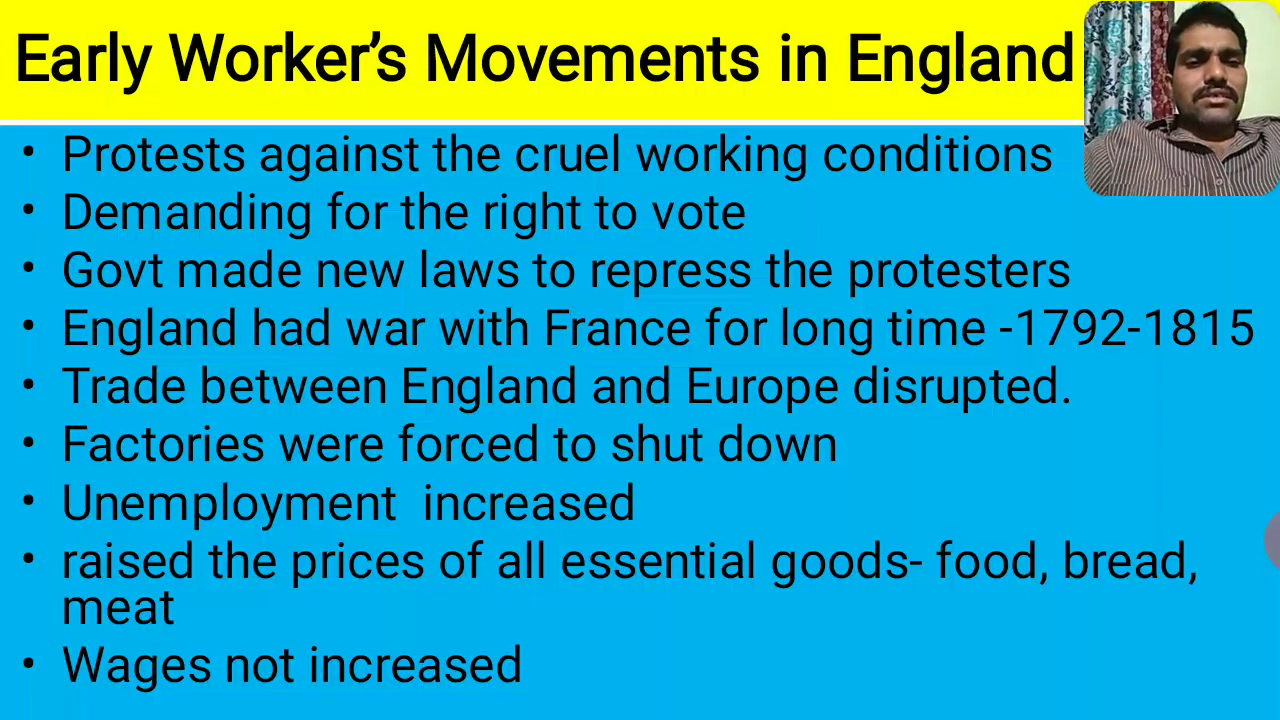 Early Worker's Movements in England
• Protests against the cruel working conditions
• Demanding for the right to vote
• Govt made new laws to repress the protesters
• England had war with France for long time -1792-1815
• Trade between England and Europe disrupted.
• Factories were forced to shut down
• Unemployment  increased
• raised the prices of all essential goods- food, bread,
meat
• Wages not increased